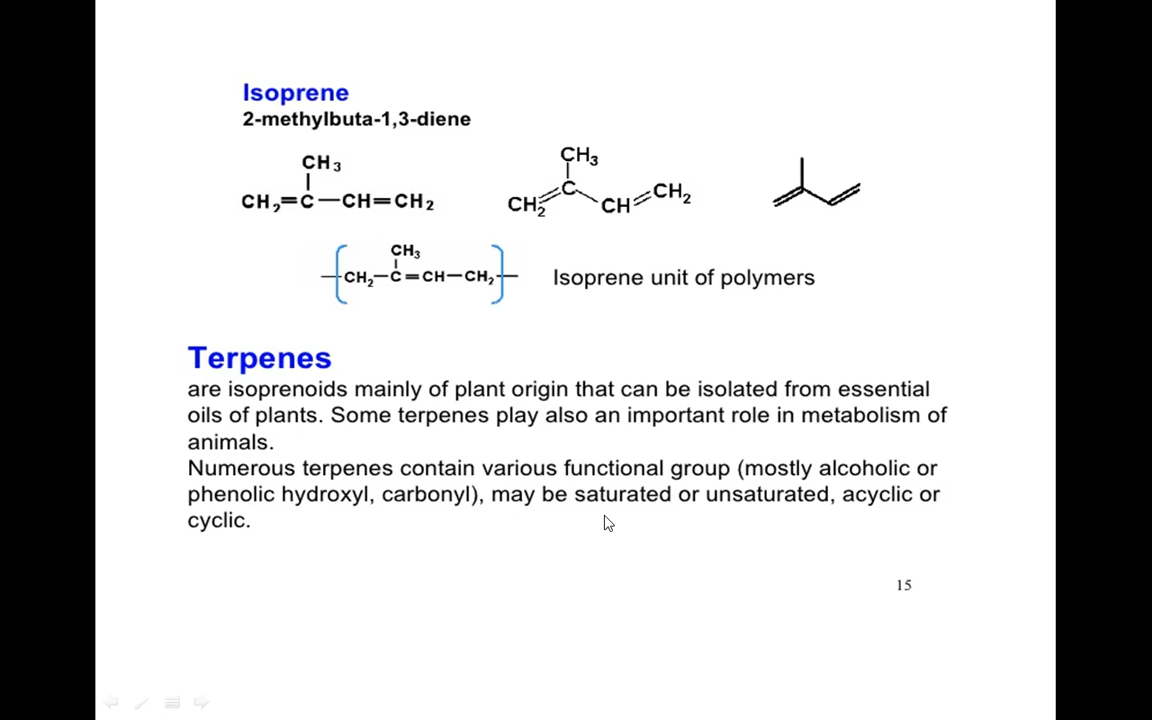 Isoprene
2-methylbuta-1,3-diene
CH3
CH2=C—CH=CH2
CH3
C
CH2
CH
CH2
CH3
CH2—C=CH—CH2
Isoprene unit of polymers
Terpenes
are isoprenoids mainly of plant origin that can be isolated from essential
oils of plants. Some terpenes play also an important role in metabolism of
animals.
Numerous terpenes contain various functional group (mostly alcoholic or
phenolic hydroxyl, carbonyl), may be saturated or unsaturated, acyclic or
cyclic.
15